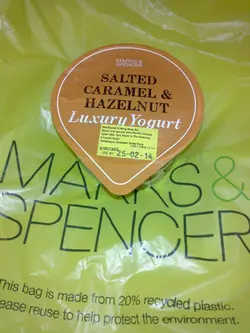 MARKS &
SPENCER
SALTED
CARAMEL &
HAZELNUT
Luxury Yogurt
25-02-14
MARKS &
SPENCER
This bag is made from 20% recycled plastic.
Please reuse to help protect the environment.